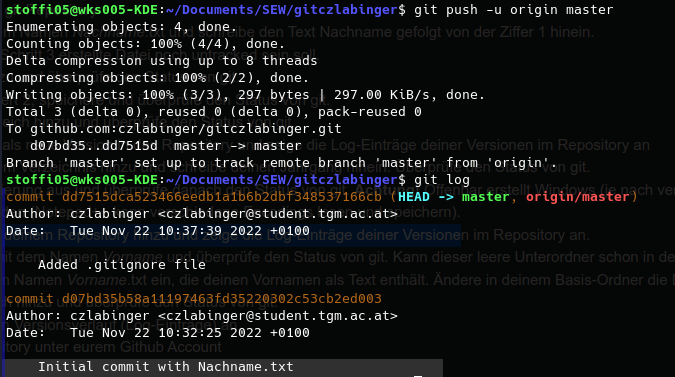 stoffi05@wks005-KDE:~/Documents/SEW/gitczlabinger$ git push -u origin master
Enumerating objects: 4, done.
Counting objects: 100% (4/4), done.
Delta compression using up to 8 threads
Compressing objects: 100% (2/2), done.
Writing objects: 100% (3/3), 297 bytes | 297.00 KiB/s, done.
Total 3 (delta 0), reused 0 (delta 0), pack-reused 0
To github.com:czlabinger/gitczlabinger.git
   d07bd35..dd7515d  master -> master
Branch 'master' set up to track remote branch 'master' from 'origin'.
stoffi05@wks005-KDE:~/Documents/SEW/gitczlabinger$ git log
commit dd7515dca523466eedb1a1b6b2dbf348537166cb (HEAD -> master, origin/master)
Author: czlabinger <czlabinger@student.tgm.ac.at>
Date:   Tue Nov 22 10:37:39 2022 +0100

    Added .gitignore file

commit d07bd35b58a11197463fd35220302c53cb2ed003
Author: czlabinger <czlabinger@student.tgm.ac.at>
Date:   Tue Nov 22 10:32:25 2022 +0100

    Initial commit with Nachname.txt